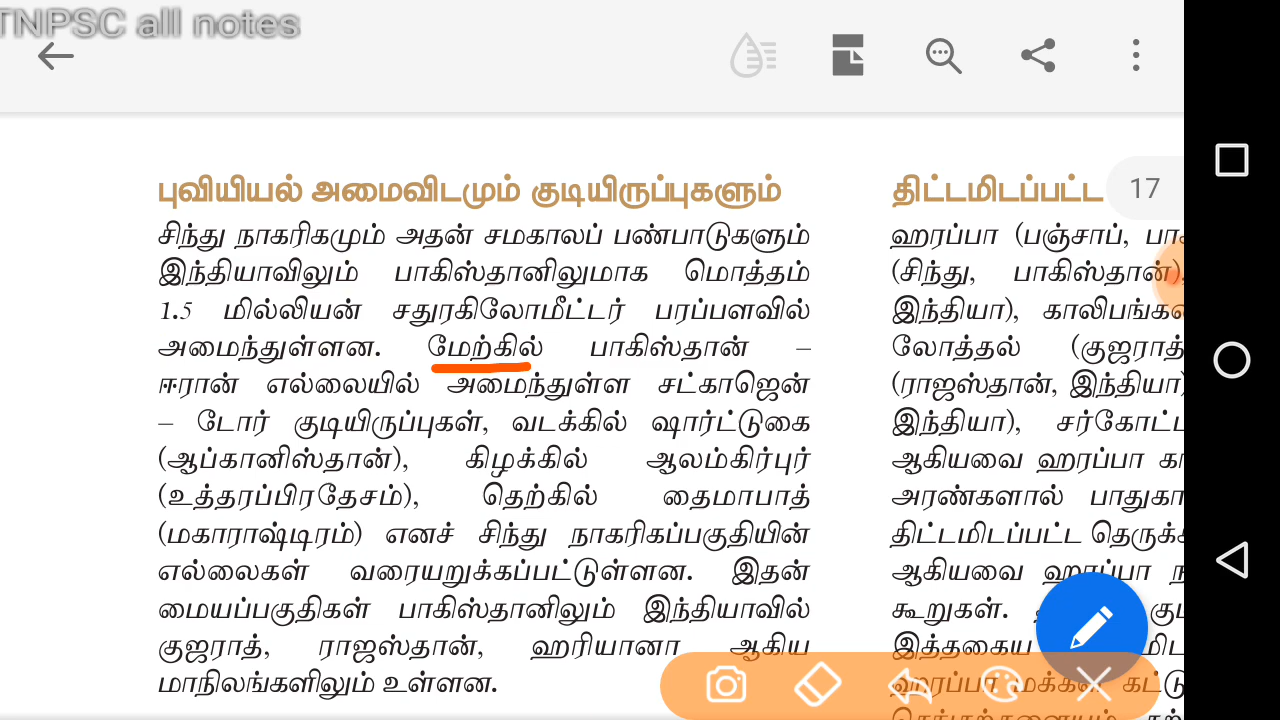 TNPSC all notes
17
புவியியல் அமைவிடமும் குடியிருப்புகளும்
சிந்து நாகரிகமும் அதன் சமகாலப் பண்பாடுகளும்
இந்தியாவிலும் பாகிஸ்தானிலுமாக மொத்தம்
1.5 மில்லியன் சதுரகிலோமீட்டர் பரப்பளவில்
அமைந்துள்ளன. மேற்கில் பாகிஸ்தான் –
ஈரான் எல்லையில் அமைந்துள்ள சட்காஜென்
– டோர் குடியிருப்புகள், வடக்கில் ஷார்ட்டுகை
(ஆப்கானிஸ்தான்), கிழக்கில் ஆலம்கிர்புர்
(உத்தரப்பிரதேசம்), தெற்கில் தைமாபாத்
(மகாராஷ்டிரம்) எனச் சிந்து நாகரிகப்பகுதியின்
எல்லைகள் வரையறுக்கப்பட்டுள்ளன. இதன்
மையப்பகுதிகள் பாகிஸ்தானிலும் இந்தியாவில்
குஜராத், ராஜஸ்தான், ஹரியானா ஆகிய
மாநிலங்களிலும் உள்ளன.
திட்டமிடப்பட்ட
ஹரப்பா (பஞ்சாப்,
(சிந்து, பாகிஸ்தான்),
இந்தியா),
லோத்தல் (குஜராத்
(ராஜஸ்தான், இந்தியா)
இந்தியா),
ஆகியவை ஹரப்பா
அரண்களால்
திட்டமிடப்பட்ட
ஆகியவை ஹரப்பா
கூறுகள்.
இத்தகைய
ஹரப்பா மக்கள்